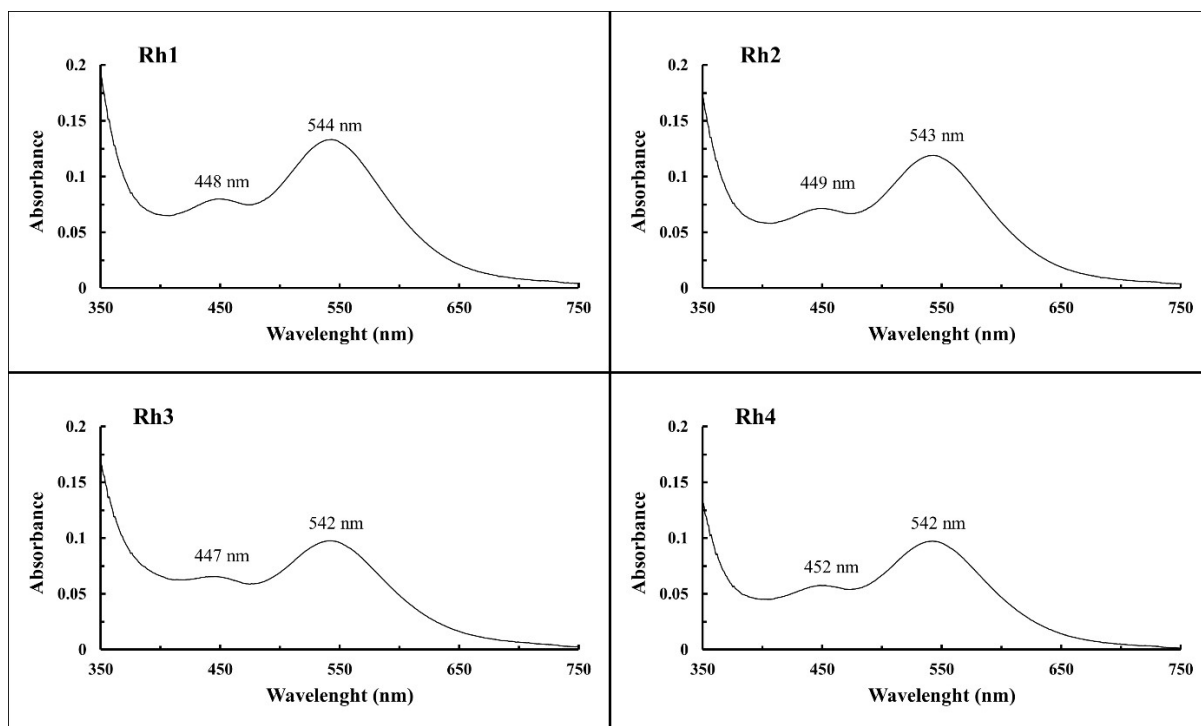 Rh1
0.2
0.15
0.1
0.05
0
Absorbance
448 nm
544 nm
350
450
550
650
750
Wavelenght (nm)
Rh2
0.2
0.15
0.1
0.05
0
Absorbance
449 nm
543 nm
350
450
550
650
750
Wavelenght (nm)
Rh3
0.2
0.15
0.1
0.05
0
Absorbance
447 nm
542 nm
350
450
550
650
750
Wavelenght (nm)
Rh4
0.2
0.15
0.1
0.05
0
Absorbance
452 nm
542 nm
350
450
550
650
750
Wavelenght (nm)